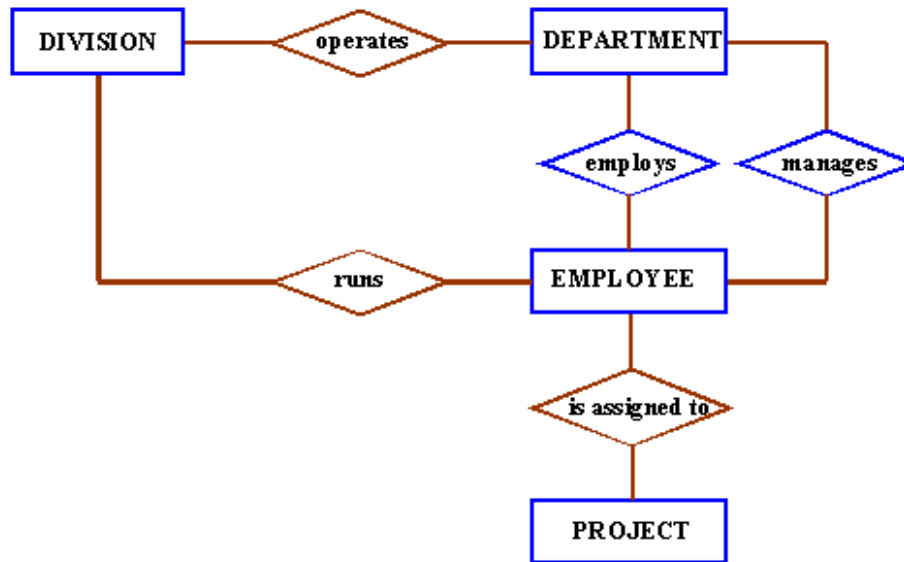 DIVISION
operates
DEPARTMENT
employs
manages
runs
EMPLOYEE
is assigned to
PROJECT